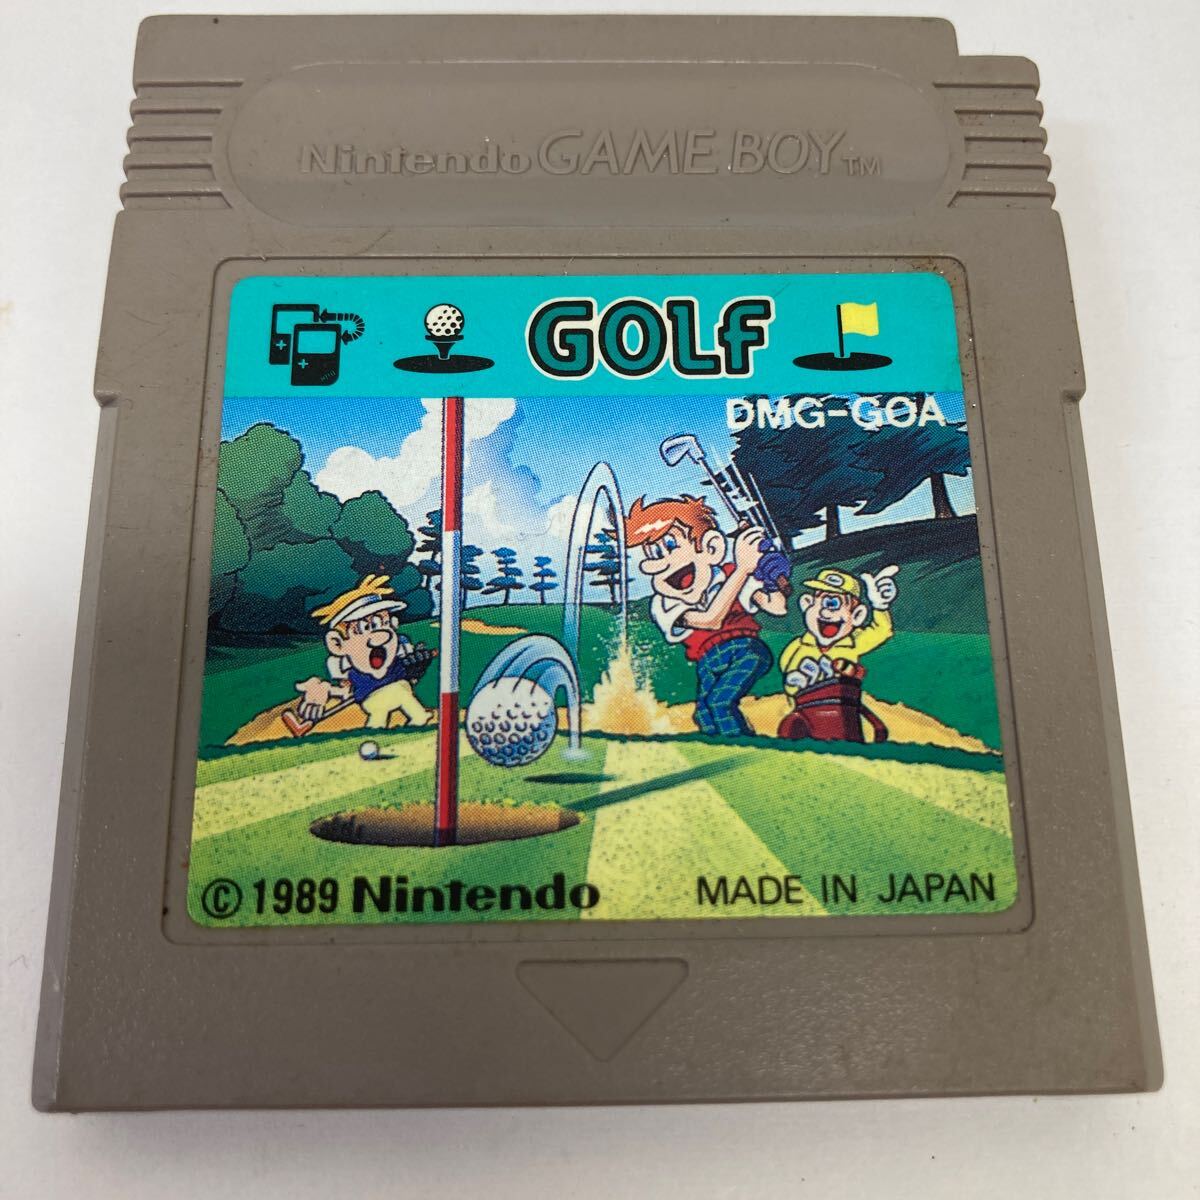 Nintendo GAME BOY TM
GOLF
DMG-GOA
© 1989 Nintendo
MADE IN JAPAN